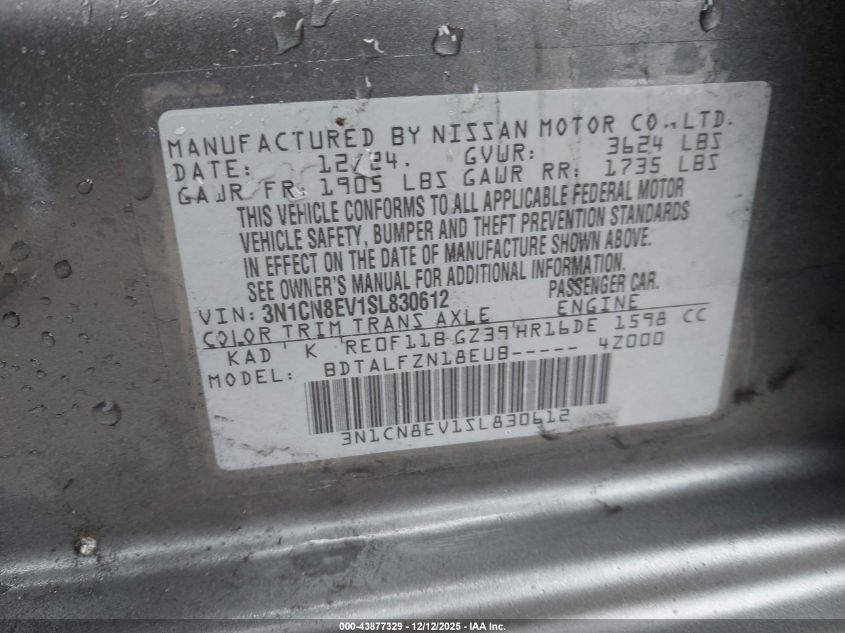 MANUFACTURED BY NISSAN MOTOR CO.,LTD.
DATE: 12/24. GVWR: 3624 LBS
GAWR FR: 1905 LBS GAWR RR: 1735 LBS
THIS VEHICLE CONFORMS TO ALL APPLICABLE FEDERAL MOTOR
VEHICLE SAFETY, BUMPER AND THEFT PREVENTION STANDARDS
IN EFFECT ON THE DATE OF MANUFACTURE SHOWN ABOVE.
SEE OWNER'S MANUAL FOR ADDITIONAL INFORMATION.
VIN: 3N1CN8EV1SL830612 PASSENGER CAR.
COLOR TRIM TRANS AXLE ENGINE
KAD K RE0F11B GZ39 HR16DE 1598 CC
MODEL: BDTALFZN18EUB----- 4Z000
3N1CN8EV1SL830612
000-43877329 - 12/12/2025 - IAA Inc.